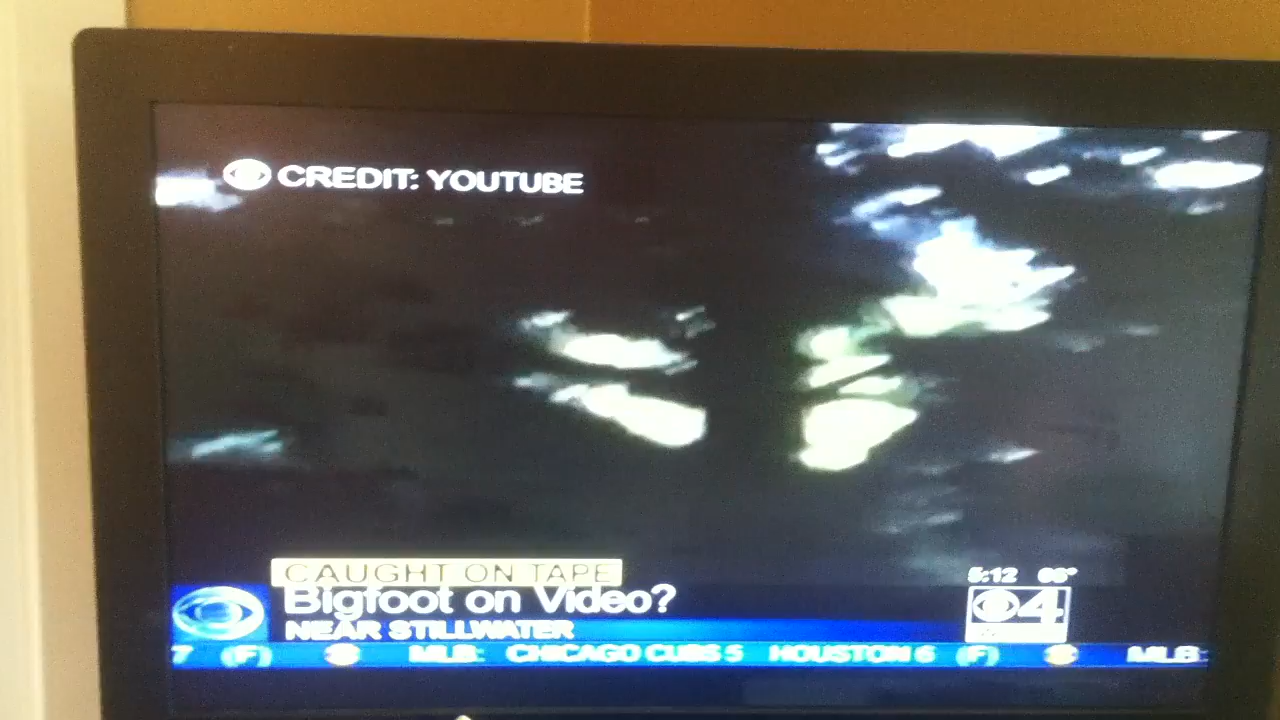 CREDIT: YOUTUBE
CAUGHT ON TAPE
Bigfoot on Video?
NEAR STILLWATER
5:12
4
7 (F) MLB: CHICAGO CUBS 5 HOUSTON 6 (F) MLB: